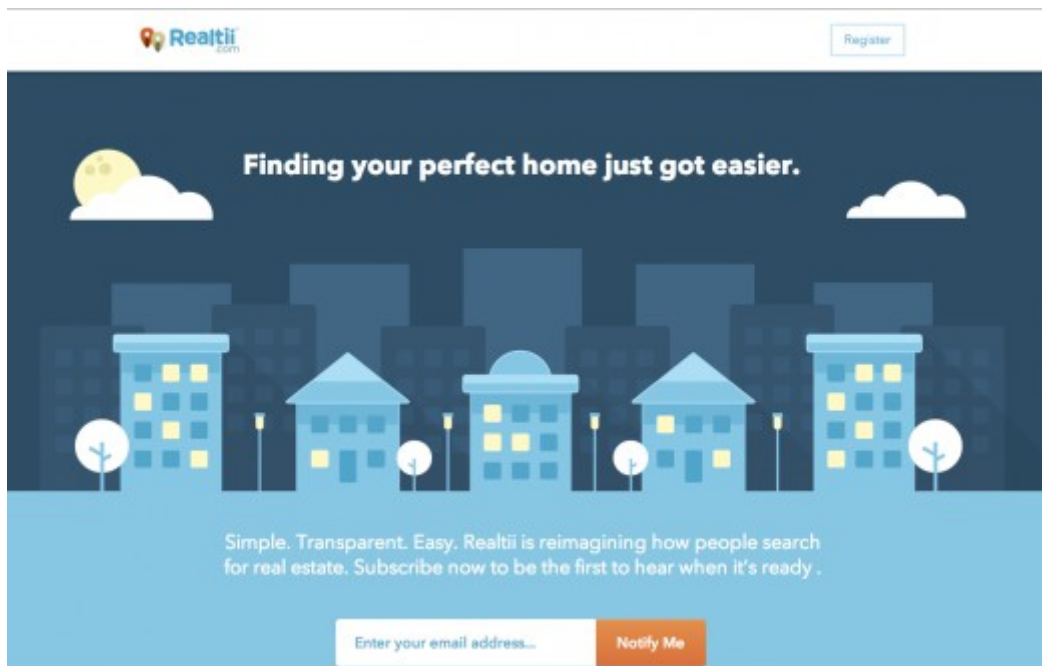 Realtii
.com
Register
Finding your perfect home just got easier.
Simple. Transparent. Easy. Realtii is reimagining how people search
for real estate. Subscribe now to be the first to hear when it's ready .
Enter your email address...
Notify Me